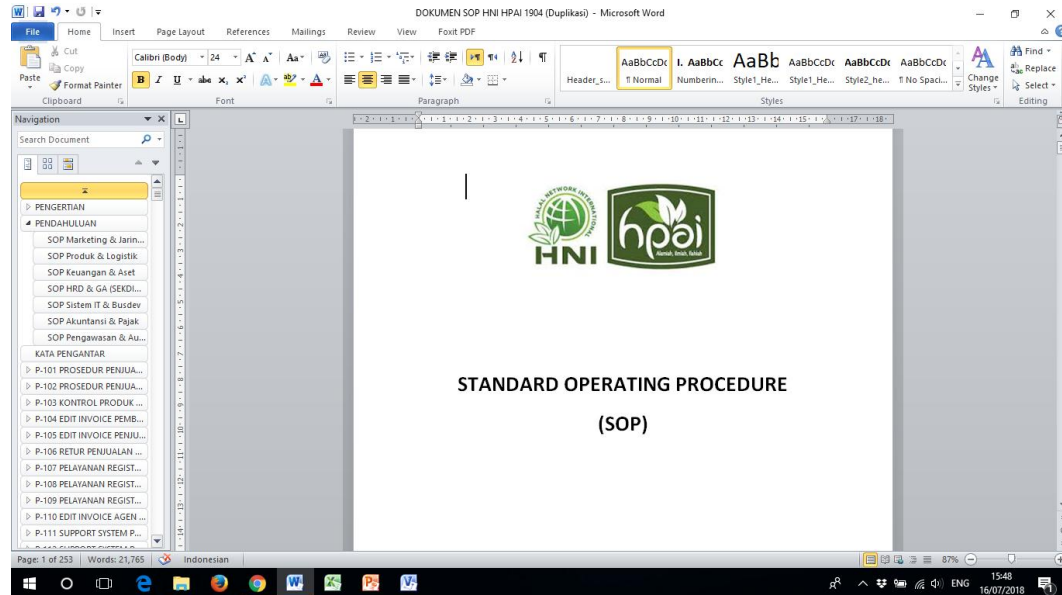 DOKUMEN SOP HNI HPAI 1904 (Duplikasi) - Microsoft Word
File Home Insert Page Layout References Mailings Review View Foxit PDF
Cut
Copy
Format Painter
Paste
Clipboard
Calibri (Body) 24
Font
Paragraph
AaBbCcDc I. AaBbCc AaBb AaBbCcDc AaBbCcDc AaBbCcDc
Header_s... ¶ Normal Numberin... Style1_He... Style1_He... Style2_he... ¶ No Spaci...
Change Styles
Styles
Find
Replace
Select
Editing
Navigation
Search Document
PENGERTIAN
PENDAHULUAN
SOP Marketing & Jarin...
SOP Produk & Logistik
SOP Keuangan & Aset
SOP HRD & GA (SEKDI...
SOP Sistem IT & Busdev
SOP Akuntansi & Pajak
SOP Pengawasan & Au...
KATA PENGANTAR
P-101 PROSEDUR PENJUA...
P-102 PROSEDUR PENJUA...
P-103 KONTROL PRODUK ...
P-104 EDIT INVOICE PEMB...
P-105 EDIT INVOICE PENJU...
P-106 RETUR PENJUALAN ...
P-107 PELAYANAN REGIST...
P-108 PELAYANAN REGIST...
P-109 PELAYANAN REGIST...
P-110 EDIT INVOICE AGEN ...
P-111 SUPPORT SYSTEM P...
HALAL NETWORK INTERNATIONAL
HNI
hpai
Alamiah, Ilmiah, Ilahiah
STANDARD OPERATING PROCEDURE
(SOP)
Page: 1 of 253 Words: 21,765 Indonesian 87%
ENG 15:48
16/07/2018